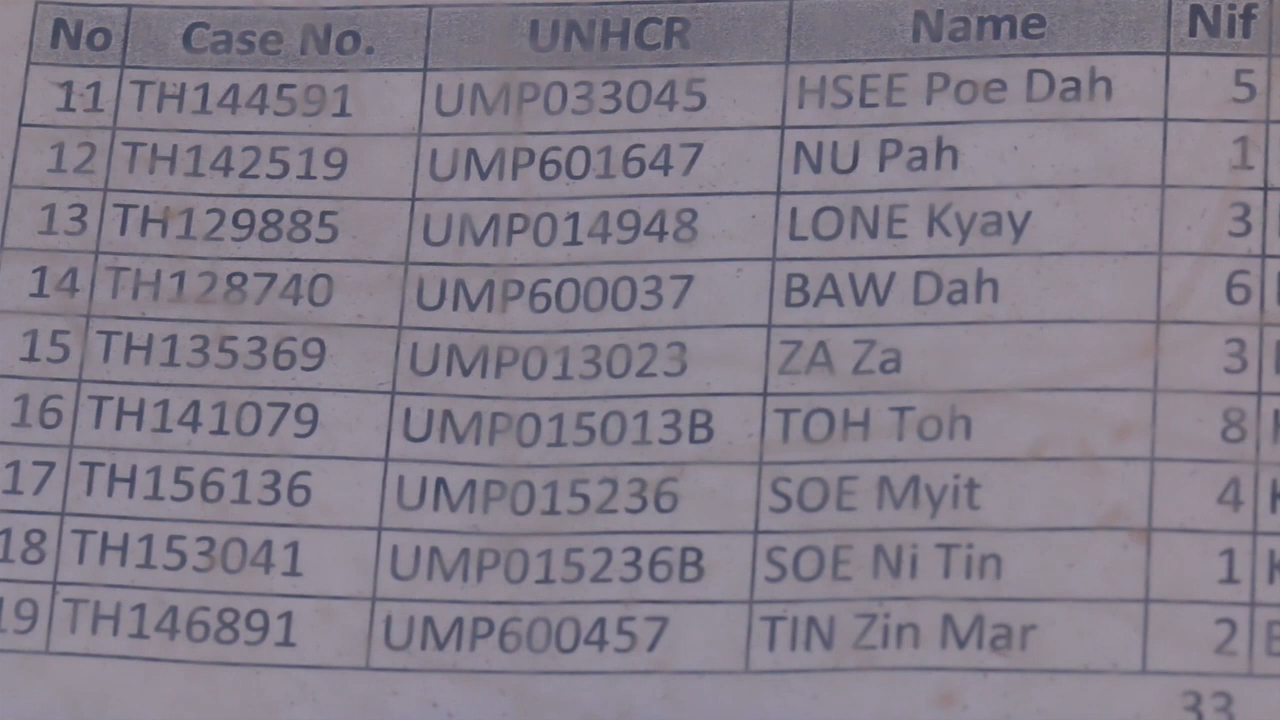 No Case No. UNHCR Name Nif
11 TH144591 UMP033045 HSEE Poe Dah 5
12 TH142519 UMP601647 NU Pah 1
13 TH129885 UMP014948 LONE Kyay 3
14 TH128740 UMP600037 BAW Dah 6
15 TH135369 UMP013023 ZA Za 3
16 TH141079 UMP015013B TOH Toh 8
17 TH156136 UMP015236 SOE Myit 4
18 TH153041 UMP015236B SOE Ni Tin 1
19 TH146891 UMP600457 TIN Zin Mar 2
33